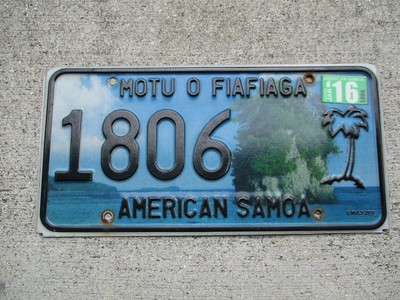 MOTU O FIAFIAGA
16
1806
AMERICAN SAMOA